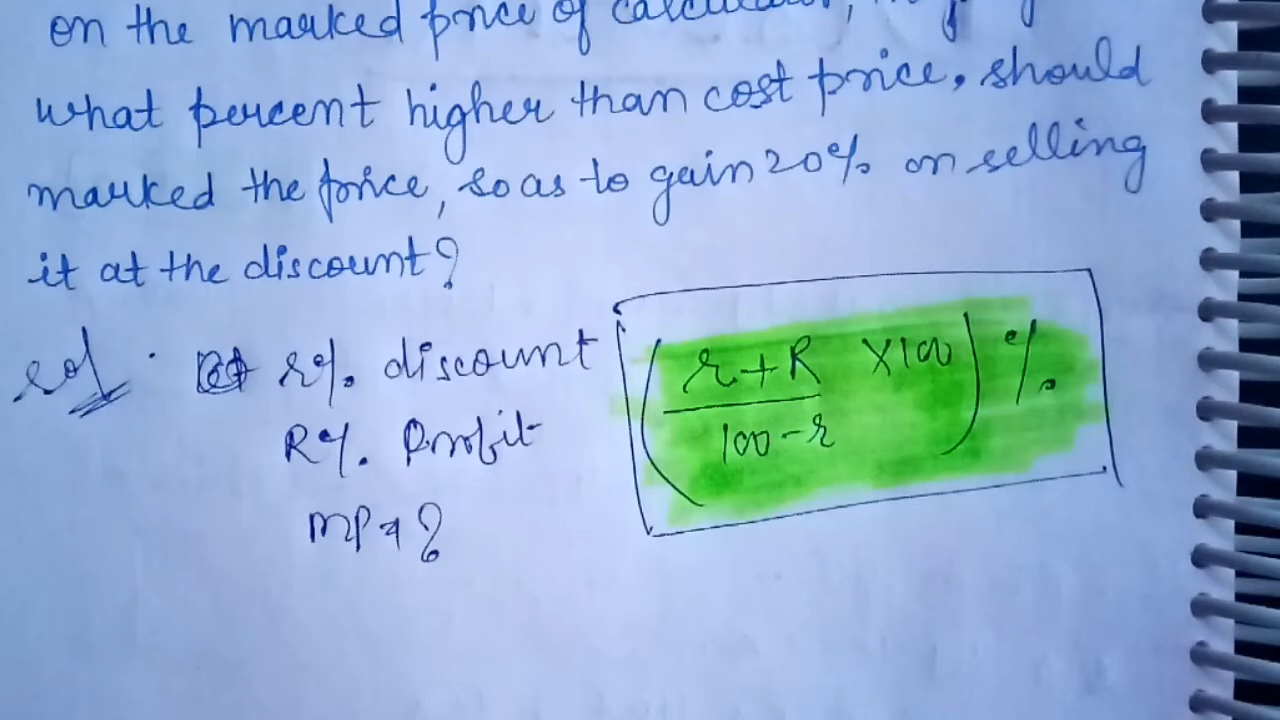 on the marked price of calculator,
what percent higher than cost price, should
marked the price, so as to gain 20% on selling
it at the discount?
sol. r% discount
R% Profit
MP = ?
(r+R / 100-r × 100) %